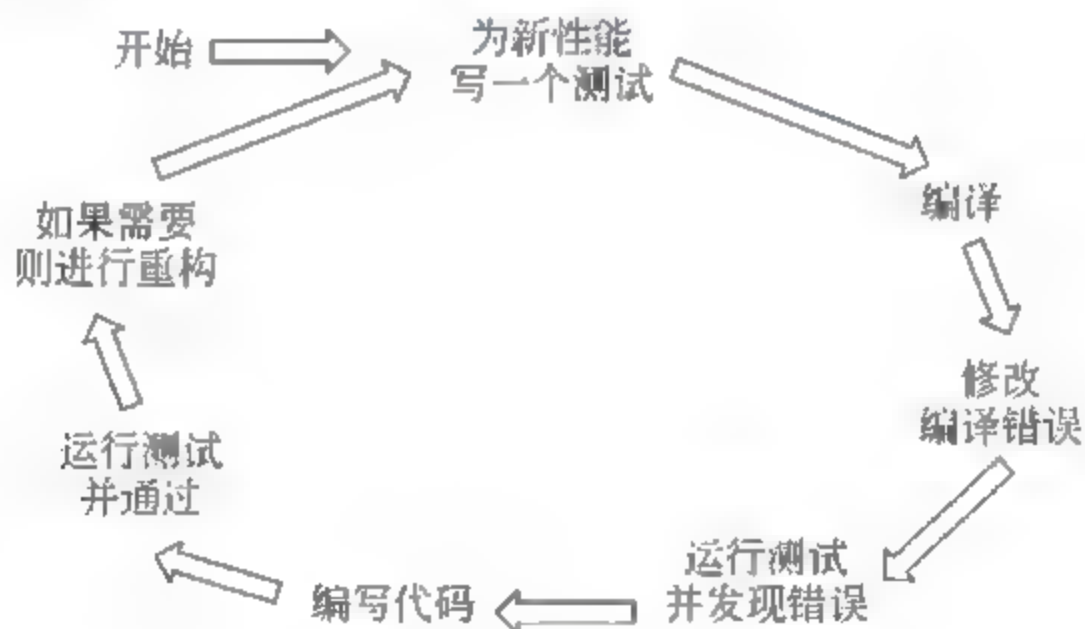 开始
为新性能
写一个测试
编译
修改
编译错误
运行测试
并发现错误
编写代码
运行测试
并通过
如果需要
则进行重构